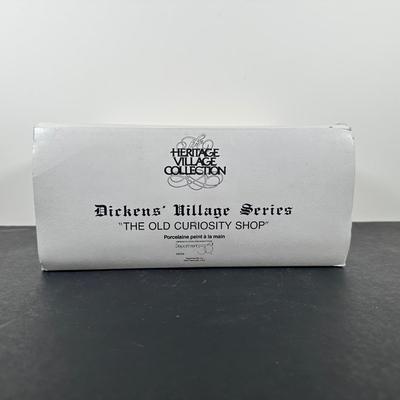 The
HERITAGE
VILLAGE
COLLECTION
Dickens' Village Series
"THE OLD CURIOSITY SHOP"
Porcelaine peint à la main
Department 56